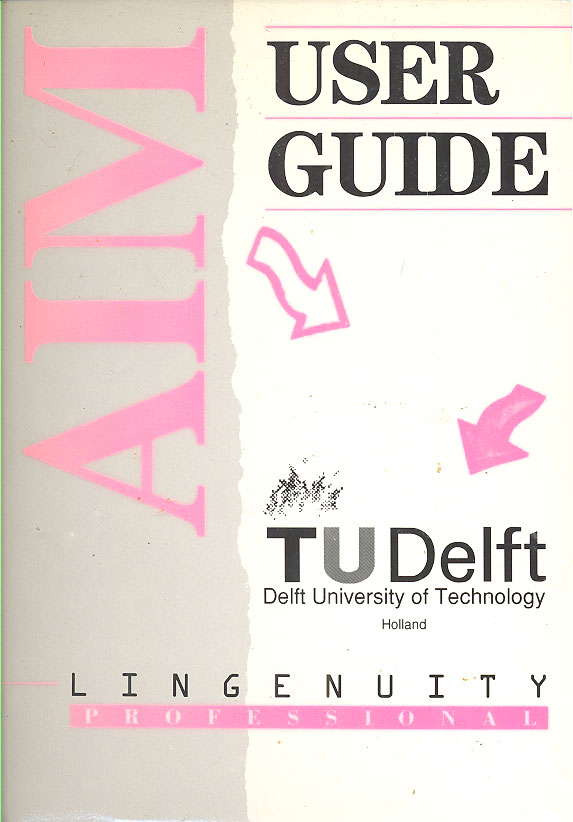 AIM
USER
GUIDE
TU Delft
Delft University of Technology
Holland
LINGENUITY
PROFESSIONAL